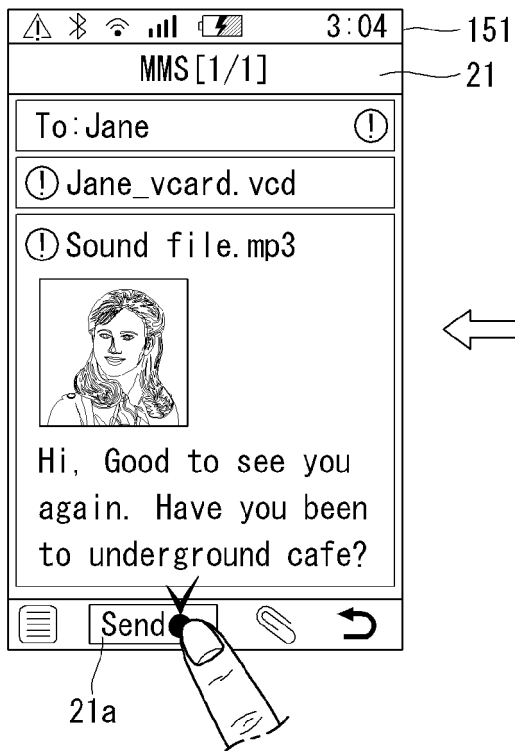 3:04
151
MMS[1/1]
21
To:Jane
Jane_vcard.vcd
Sound file.mp3
Hi, Good to see you
again. Have you been
to underground cafe?
Send
21a